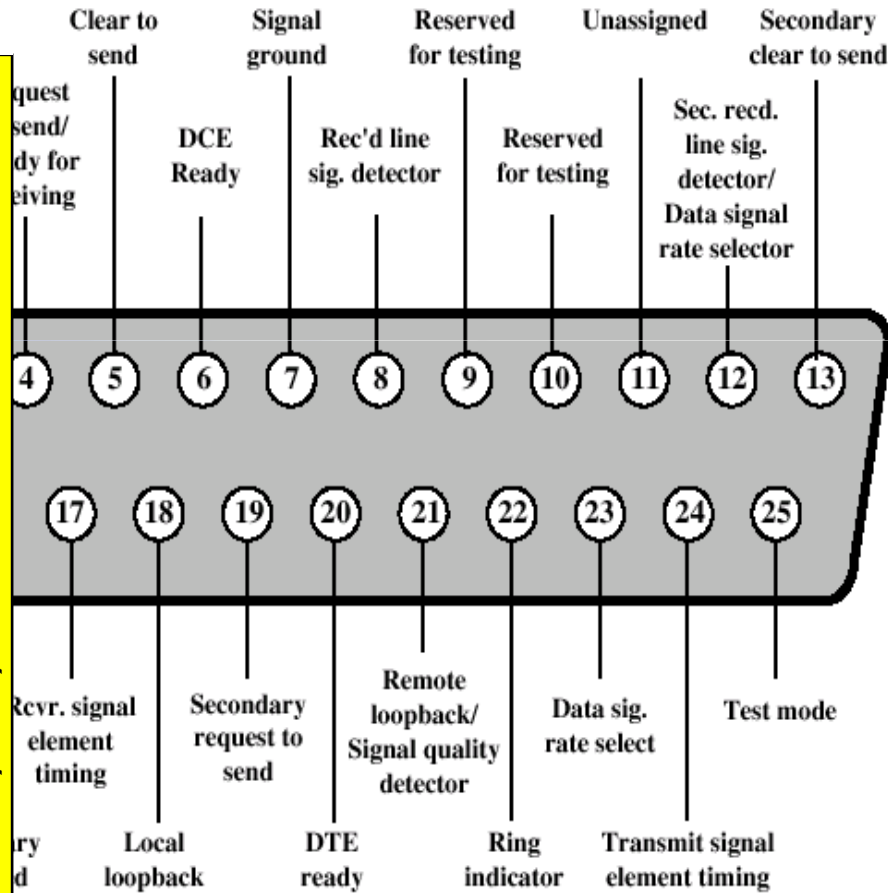 Clear to
send
Signal
ground
Reserved
for testing
Unassigned
Secondary
clear to send
send/
for
DCE
Ready
Rec'd line
sig. detector
Reserved
for testing
Sec. recd.
line sig.
detector/
Data signal
rate selector
4 5 6 7 8 9 10 11 12 13
17 18 19 20 21 22 23 24 25
Rcvr. signal
element
timing
Secondary
request to
send
Remote
loopback/
Signal quality
detector
Data sig.
rate select
Test mode
Local
loopback
DTE
ready
Ring
indicator
Transmit signal
element timing